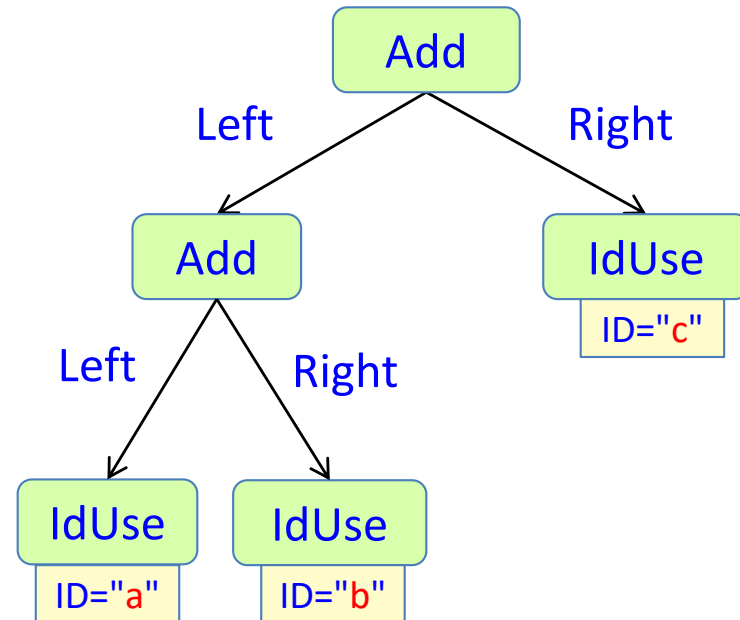 Add
Left
Right
Add
IdUse
ID="c"
Left
Right
IdUse
IdUse
ID="a"
ID="b"